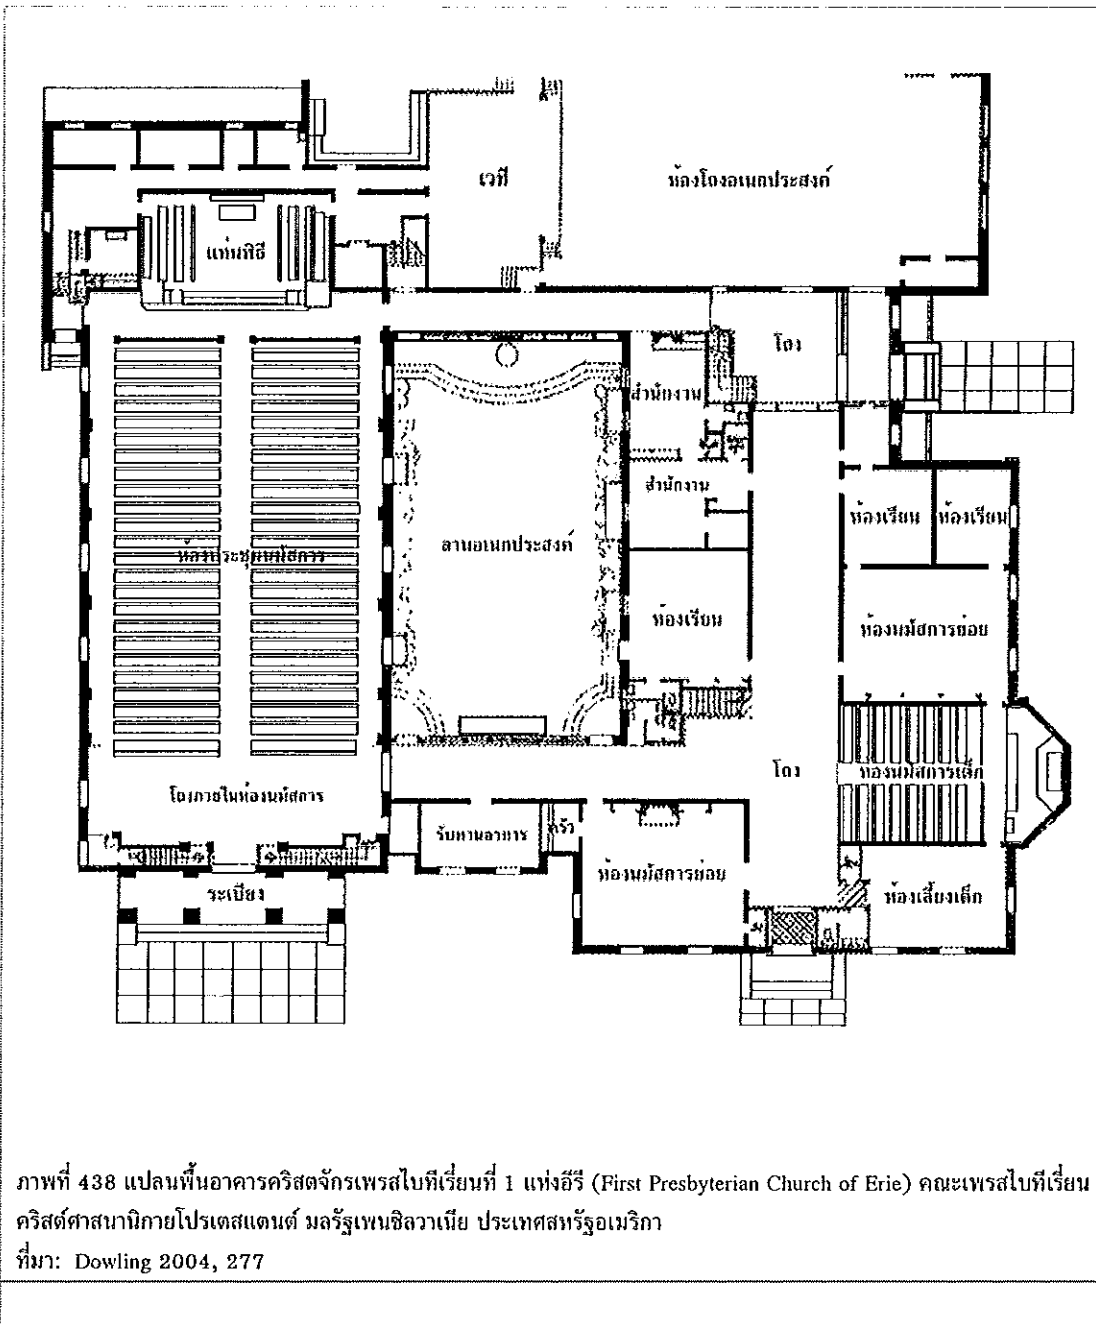 เวที
ห้องโถงอเนกประสงค์
แท่นพิธี
โถง
สำนักงาน
สำนักงาน
ห้องเรียน ห้องเรียน
ห้องประชุมนมัสการ
ลานอเนกประสงค์
ห้องเรียน
ห้องนมัสการย่อย
โถง
ห้องนมัสการเด็ก
โถงภายในห้องนมัสการ
รับทานอาหาร
ครัว
ห้องนมัสการย่อย
ระเบียง
ห้องเลี้ยงเด็ก
ภาพที่ 438 แปลนพื้นอาคารคริสตจักรเพรสไบทีเรี่ยนที่ 1 แห่งอีรี (First Presbyterian Church of Erie) คณะเพรสไบทีเรี่ยน
คริสต์ศาสนานิกายโปรเตสแตนต์ มลรัฐเพนซิลวาเนีย ประเทศสหรัฐอเมริกา
ที่มา: Dowling 2004, 277